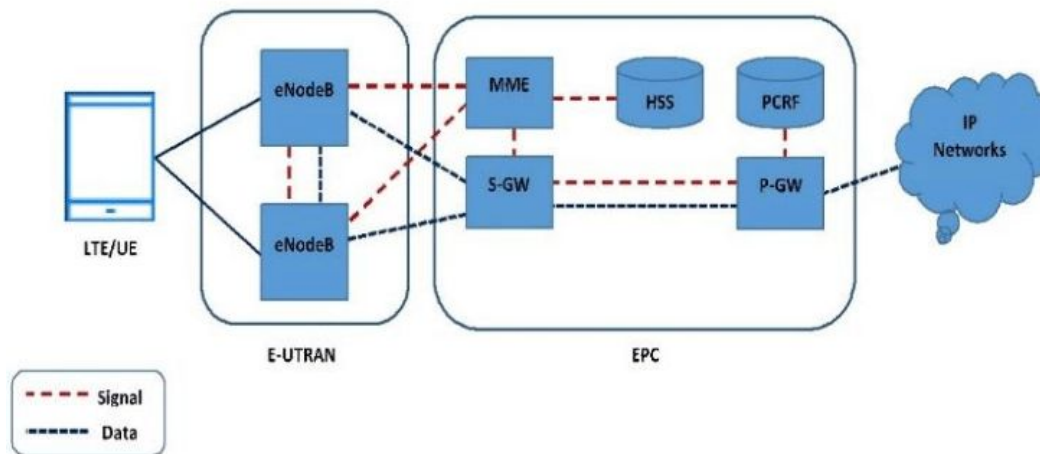 eNodeB
MME
HSS
PCRF
IP
Networks
S-GW
P-GW
eNodeB
LTE/UE
E-UTRAN
EPC
Signal
Data